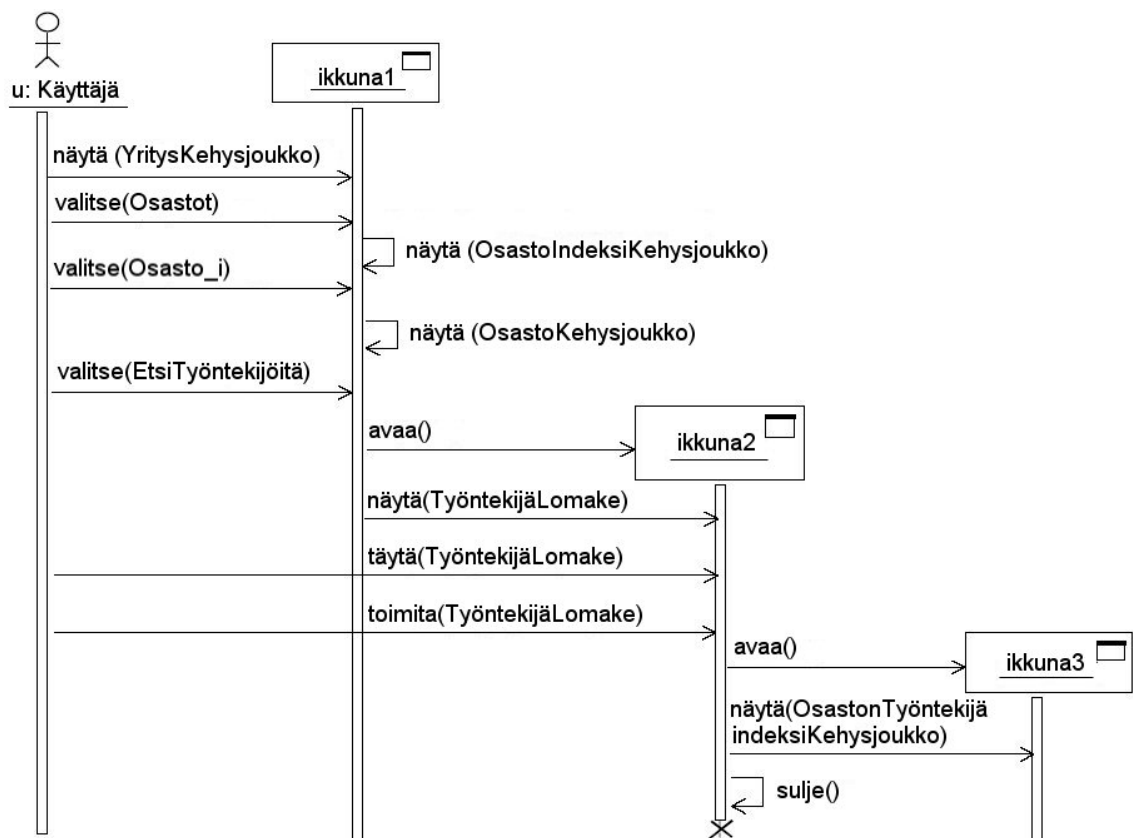 u: Käyttäjä
ikkuna1
näytä (YritysKehysjoukko)
valitse(Osastot)
näytä (OsastoIndeksiKehysjoukko)
valitse(Osasto_i)
näytä (OsastoKehysjoukko)
valitse(EtsiTyöntekijöitä)
avaa()
ikkuna2
näytä(TyöntekijäLomake)
täytä(TyöntekijäLomake)
toimita(TyöntekijäLomake)
avaa()
ikkuna3
näytä(OsastonTyöntekijä
indeksiKehysjoukko)
sulje()